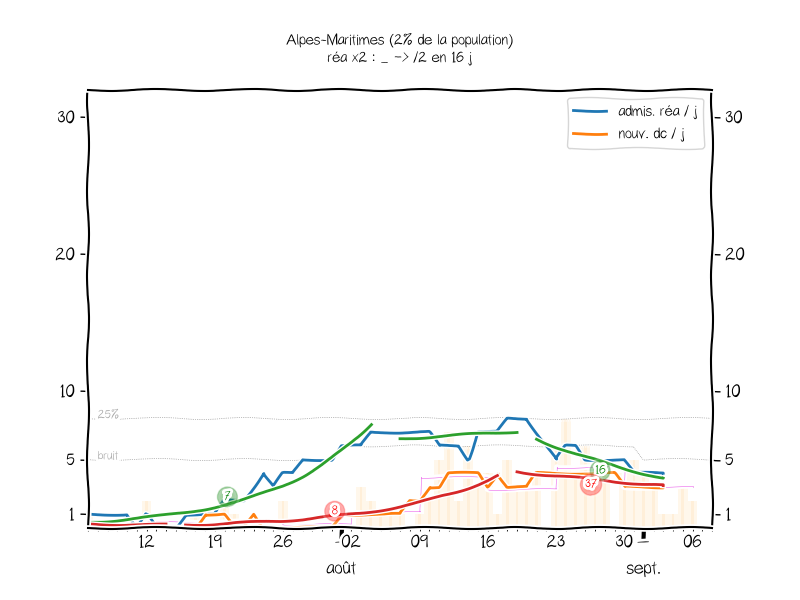 Alpes-Maritimes (2% de la population)
réa x2 : _ -> /2 en 16 j
admis. réa / j
nouv. dc / j
30
30
20
20
10
10
25%
bruit
5
5
1
1
7
8
16
37
12 19 26 02 09 16 23 30 06
août sept.